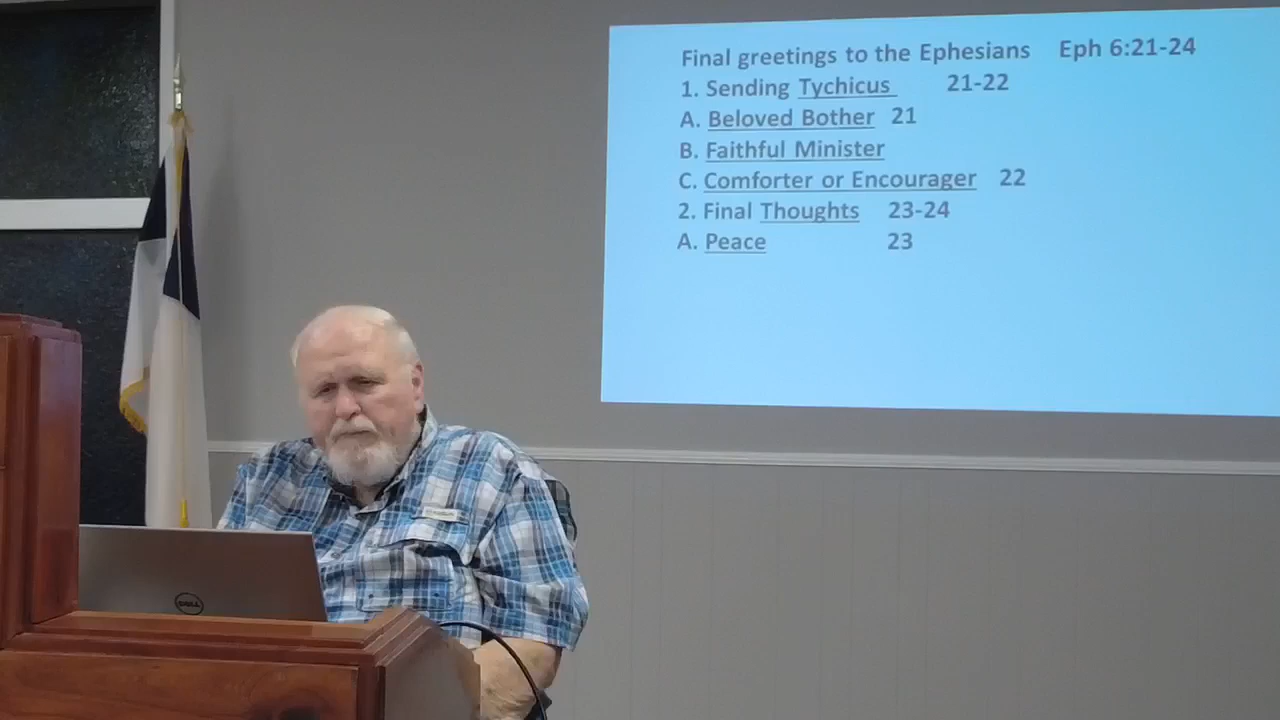 Final greetings to the Ephesians Eph 6:21-24
1. Sending Tychicus 21-22
A. Beloved Bother 21
B. Faithful Minister
C. Comforter or Encourager 22
2. Final Thoughts 23-24
A. Peace 23
DELL